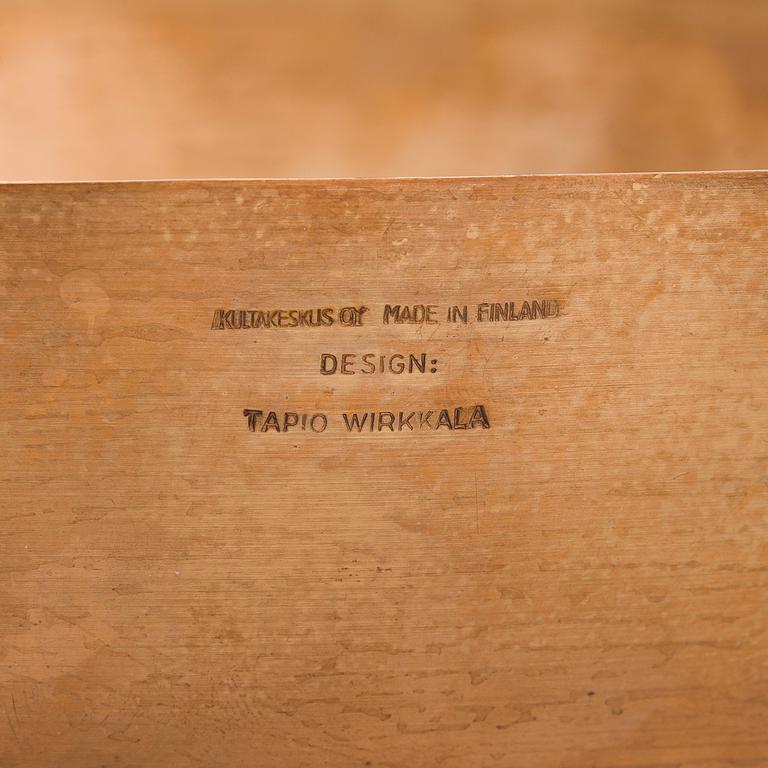 KULTAKESKUS OY MADE IN FINLAND
DESIGN:
TAPIO WIRKKALA